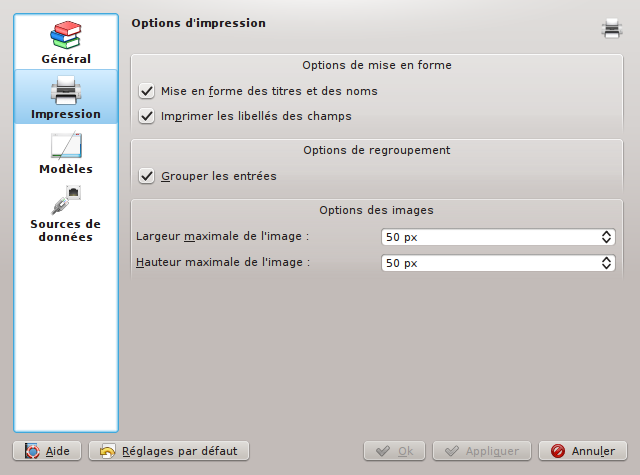 Général
Impression
Modèles
Sources de
données
Options d'impression
Options de mise en forme
Mise en forme des titres et des noms
Imprimer les libellés des champs
Options de regroupement
Grouper les entrées
Options des images
Largeur maximale de l'image :
50 px
Hauteur maximale de l'image :
50 px
Aide
Réglages par défaut
Ok
Appliquer
Annuler